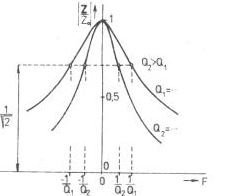 |Z/Z₀|
1
Q₂>Q₁
Q₁=...
0,5
Q₂=...
1/√2
0
F
-1/Q₁ -1/Q₂ 0 1/Q₂ 1/Q₁